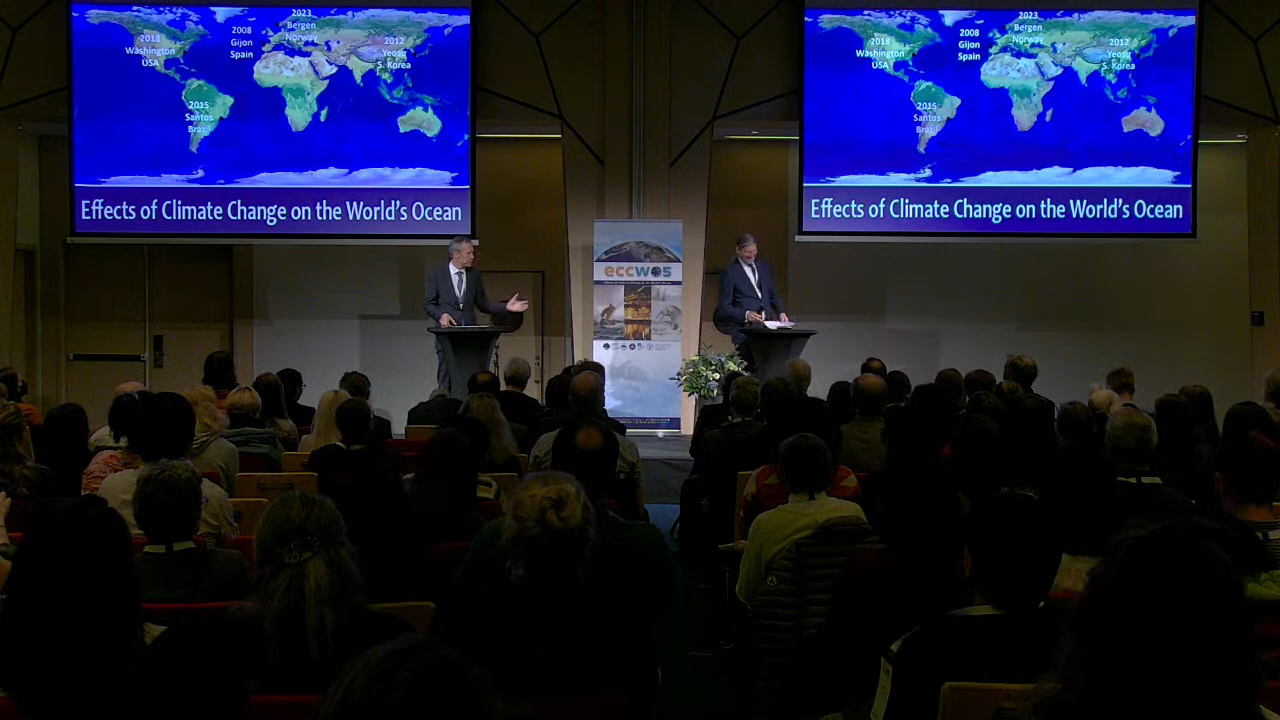 2023
Bergen
Norway
2018
Washington
USA
2008
Gijon
Spain
2012
Yeosu
S. Korea
2015
Santos
Brazil
Effects of Climate Change on the World's Ocean
2023
Bergen
Norway
2018
Washington
USA
2008
Gijon
Spain
2012
Yeosu
S. Korea
2015
Santos
Brazil
Effects of Climate Change on the World's Ocean
eccwo5